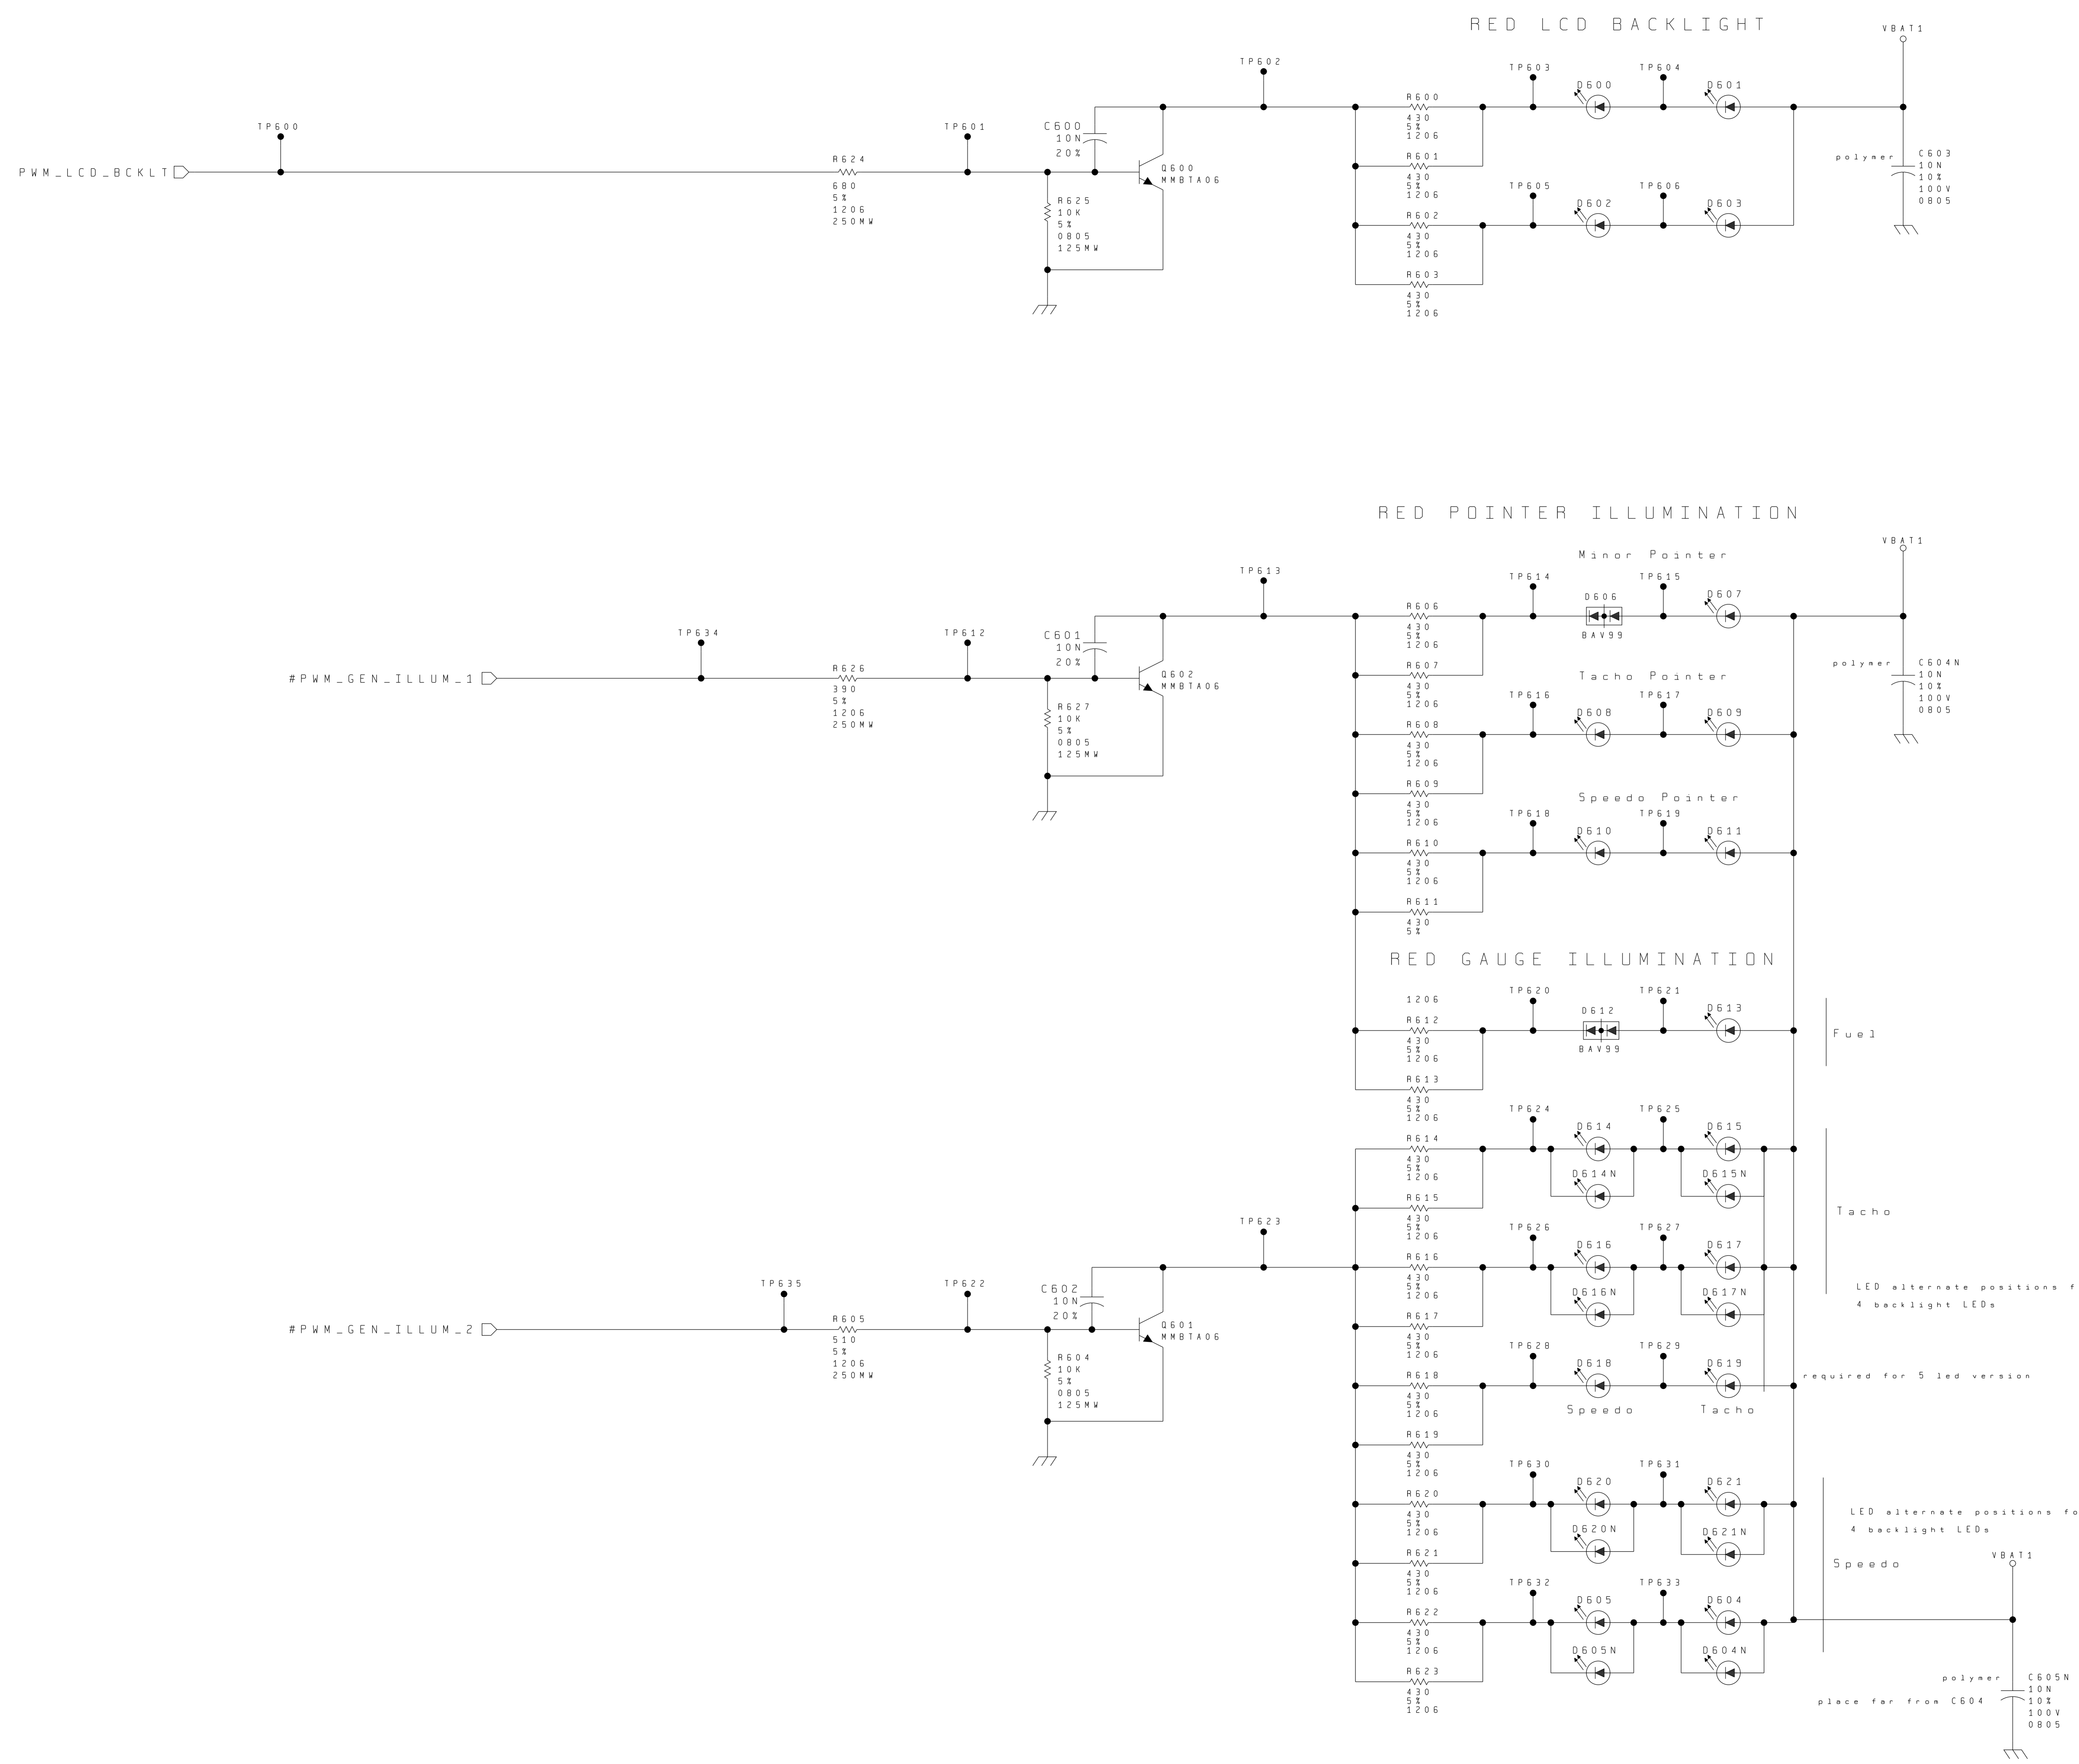 RED LCD BACKLIGHT
VBAT1
TP602
TP603
TP604
D600
D601
R600
430
5%
1206
TP600
TP601
C600
10N
20%
R624
680
5%
1206
250MW
PWM_LCD_BCKLT
Q600
MMBTA06
R601
430
5%
1206
polymer
C603
10N
10%
100V
0805
R625
10K
5%
0805
125MW
TP605
TP606
D602
D603
R602
430
5%
1206
R603
430
5%
1206
RED POINTER ILLUMINATION
VBAT1
Minor Pointer
TP613
TP614
TP615
D606
BAV99
D607
R606
430
5%
1206
TP634
TP612
C601
10N
20%
R626
390
5%
1206
250MW
#PWM_GEN_ILLUM_1
Q602
MMBTA06
R607
430
5%
1206
polymer
C604N
10N
10%
100V
0805
Tacho Pointer
R627
10K
5%
0805
125MW
TP616
TP617
D608
D609
R608
430
5%
1206
R609
430
5%
1206
Speedo Pointer
TP618
TP619
D610
D611
R610
430
5%
1206
R611
430
5%
RED GAUGE ILLUMINATION
1206
TP620
TP621
D612
BAV99
D613
R612
430
5%
1206
Fuel
R613
430
5%
1206
TP624
TP625
D614
D615
R614
430
5%
1206
D614N
D615N
R615
430
5%
1206
Tacho
TP623
TP626
TP627
D616
D617
R616
430
5%
1206
D616N
D617N
LED alternate positions f
4 backlight LEDs
TP635
TP622
C602
10N
20%
R605
510
5%
1206
250MW
#PWM_GEN_ILLUM_2
Q601
MMBTA06
R617
430
5%
1206
R604
10K
5%
0805
125MW
TP628
TP629
D618
D619
R618
430
5%
1206
required for 5 led version
Speedo
Tacho
R619
430
5%
1206
TP630
TP631
D620
D621
R620
430
5%
1206
D620N
D621N
LED alternate positions fo
4 backlight LEDs
R621
430
5%
1206
Speedo
VBAT1
TP632
TP633
D605
D604
R622
430
5%
1206
D605N
D604N
R623
430
5%
1206
polymer
place far from C604
C605N
10N
10%
100V
0805